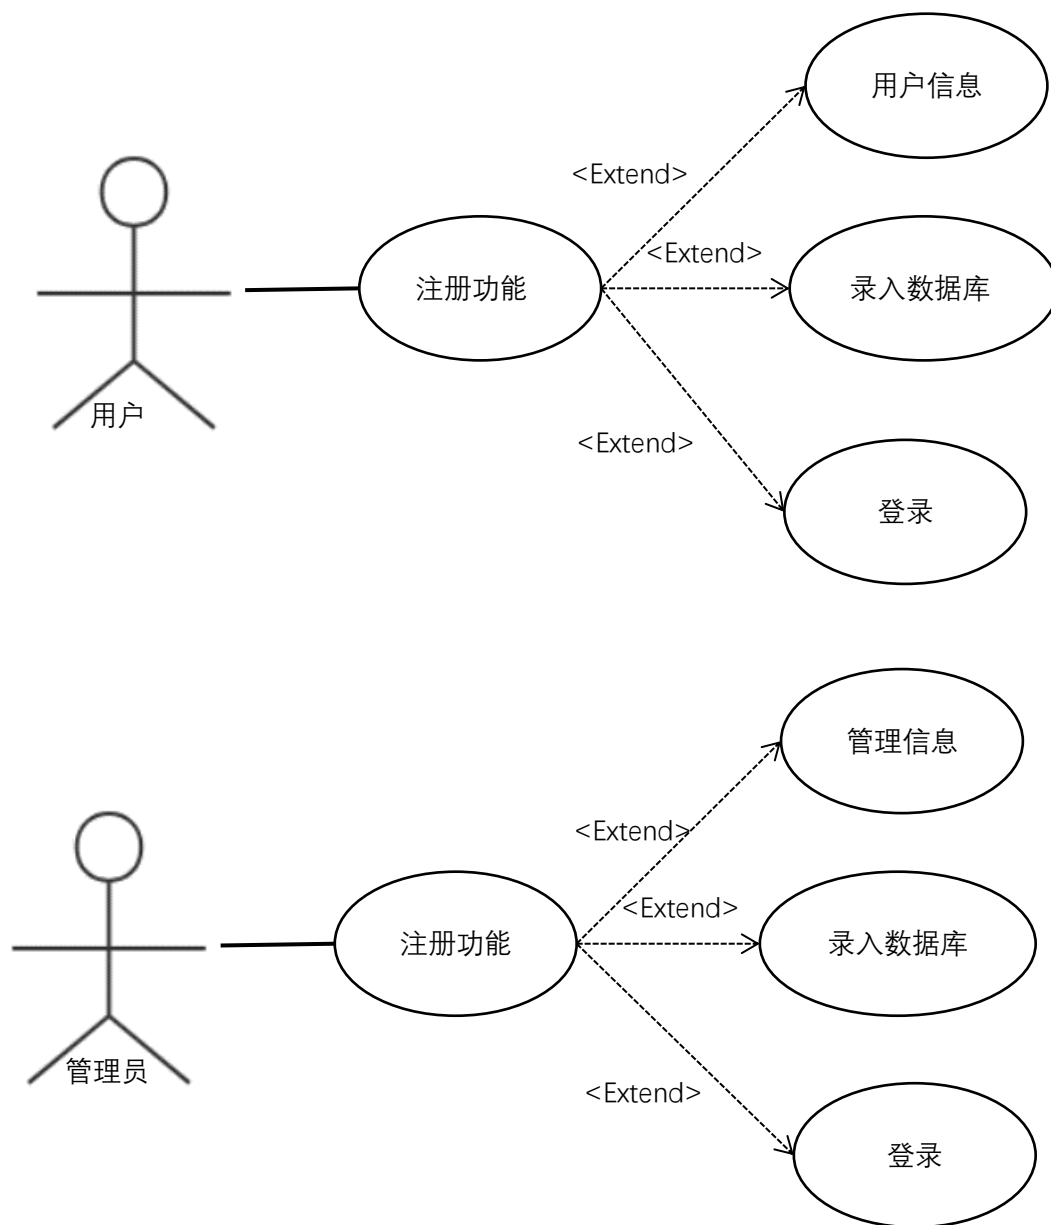 用户信息
<Extend>
<Extend>
注册功能
录入数据库
用户
<Extend>
登录
管理信息
<Extend>
<Extend>
注册功能
录入数据库
管理员
<Extend>
登录